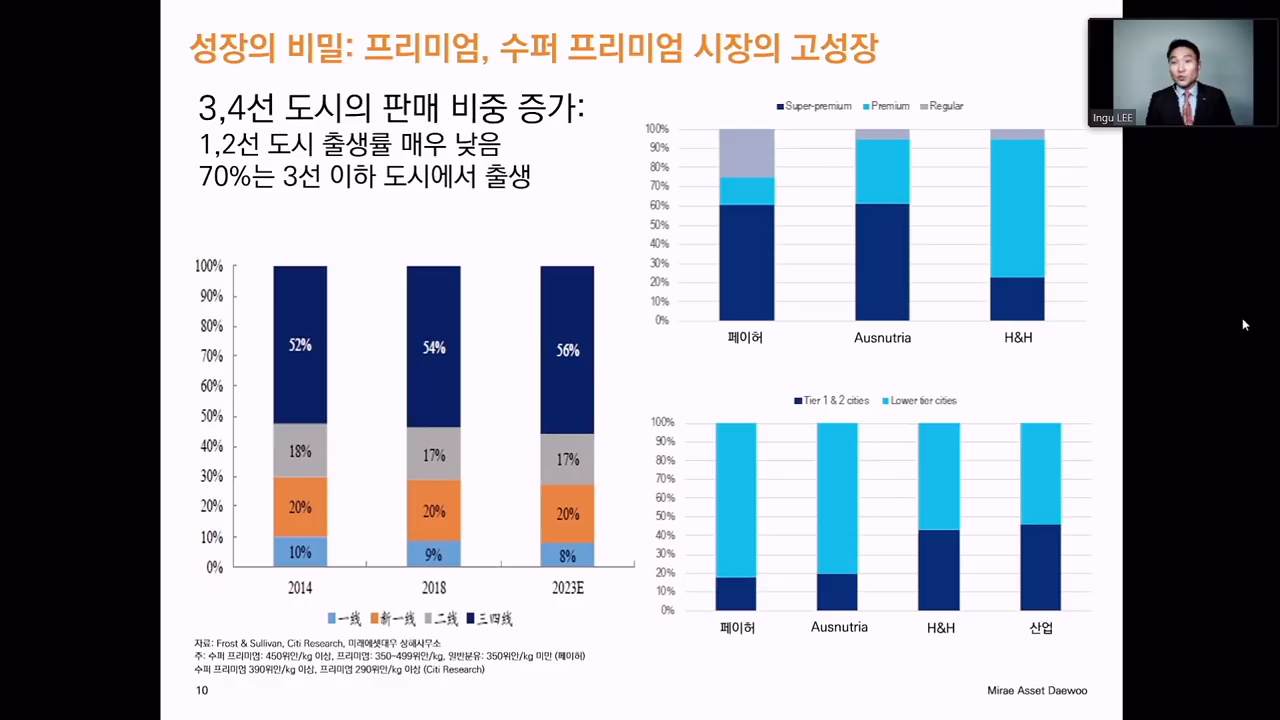 성장의 비밀: 프리미엄, 수퍼 프리미엄 시장의 고성장
3,4선 도시의 판매 비중 증가:
1,2선 도시 출생률 매우 낮음
70%는 3선 이하 도시에서 출생
100%
90%
80%
70%
60%
50%
40%
30%
20%
10%
0%
52%
54%
56%
18%
17%
17%
20%
20%
20%
10%
9%
8%
2014
2018
2023E
一线 新一线 二线 三四线
Super-premium Premium Regular
100%
90%
80%
70%
60%
50%
40%
30%
20%
10%
0%
페이허
Ausnutria
H&H
Tier 1 & 2 cities Lower tier cities
100%
90%
80%
70%
60%
50%
40%
30%
20%
10%
0%
페이허
Ausnutria
H&H
산업
자료: Frost & Sullivan, Citi Research, 미래에셋대우 상해사무소
주: 수퍼 프리미엄: 450위안/kg 이상, 프리미엄: 350~499위안/kg, 일반분유: 350위안/kg 미만 (페이허)
수퍼 프리미엄 390위안/kg 이상, 프리미엄 290위안/kg 이상 (Citi Research)
10
Mirae Asset Daewoo
Ingu LEE